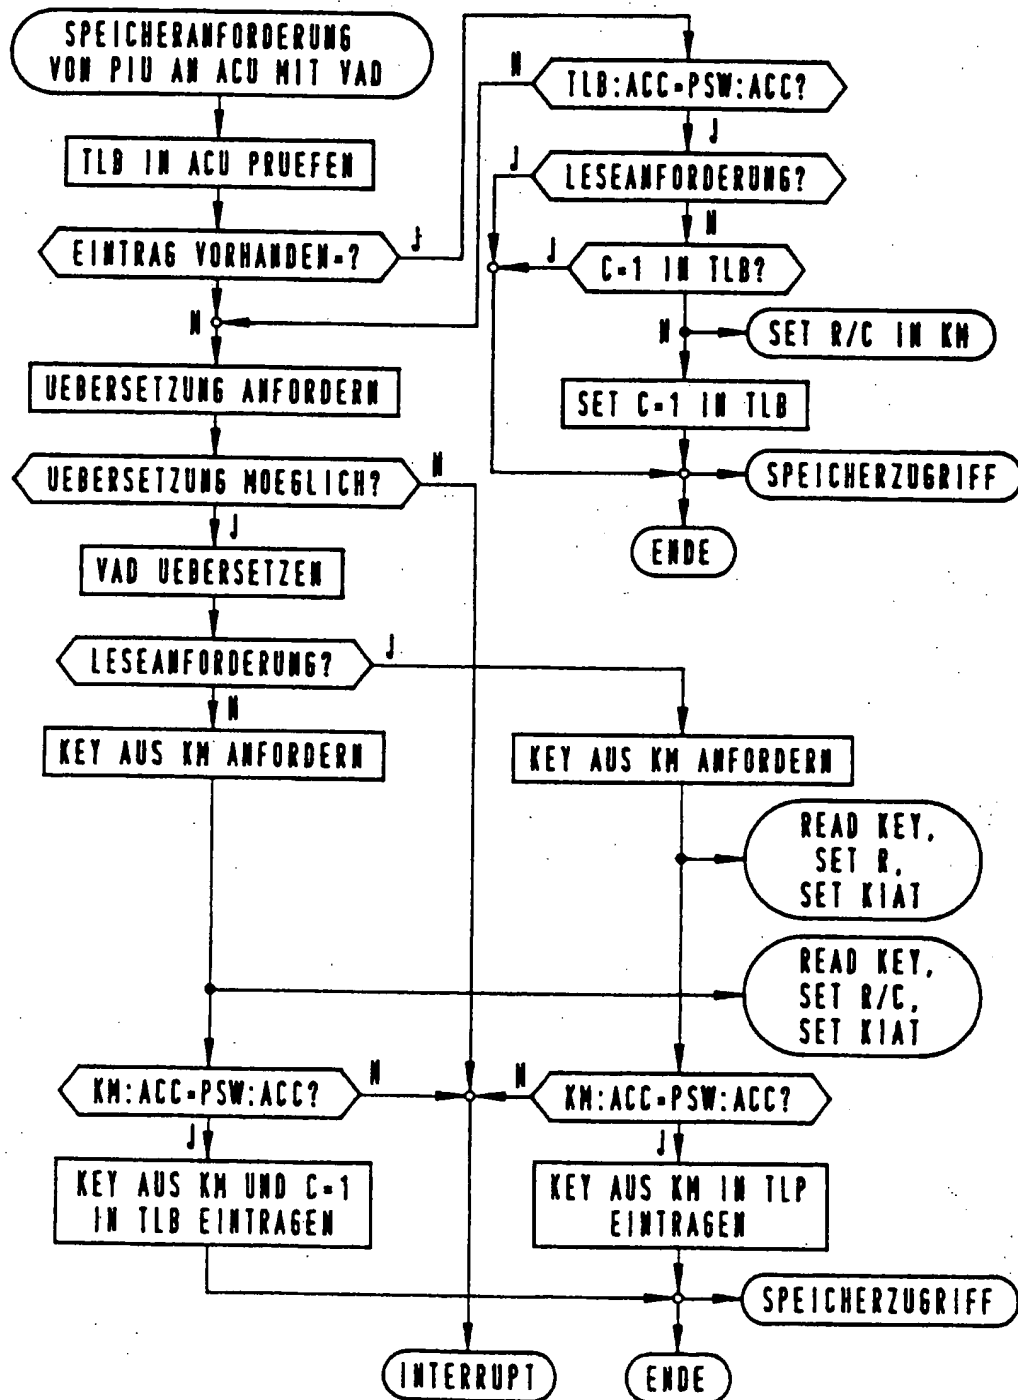 SPEICHERANFORDERUNG
VON PIU AN ACU MIT VAD
TLB IN ACU PRUEFEN
EINTRAG VORHANDEN=?
J
N
UEBERSETZUNG ANFORDERN
UEBERSETZUNG MOEGLICH?
N
J
VAD UEBERSETZEN
LESEANFORDERUNG?
J
N
KEY AUS KM ANFORDERN
KM:ACC=PSW:ACC?
N
J
KEY AUS KM UND C=1
IN TLB EINTRAGEN
INTERRUPT
N
TLB:ACC=PSW:ACC?
J
J
LESEANFORDERUNG?
N
J
C=1 IN TLB?
N
SET R/C IN KM
SET C=1 IN TLB
SPEICHERZUGRIFF
ENDE
KEY AUS KM ANFORDERN
READ KEY,
SET R,
SET KIAT
READ KEY,
SET R/C,
SET KIAT
N
KM:ACC=PSW:ACC?
J
KEY AUS KM IN TLP
EINTRAGEN
SPEICHERZUGRIFF
ENDE